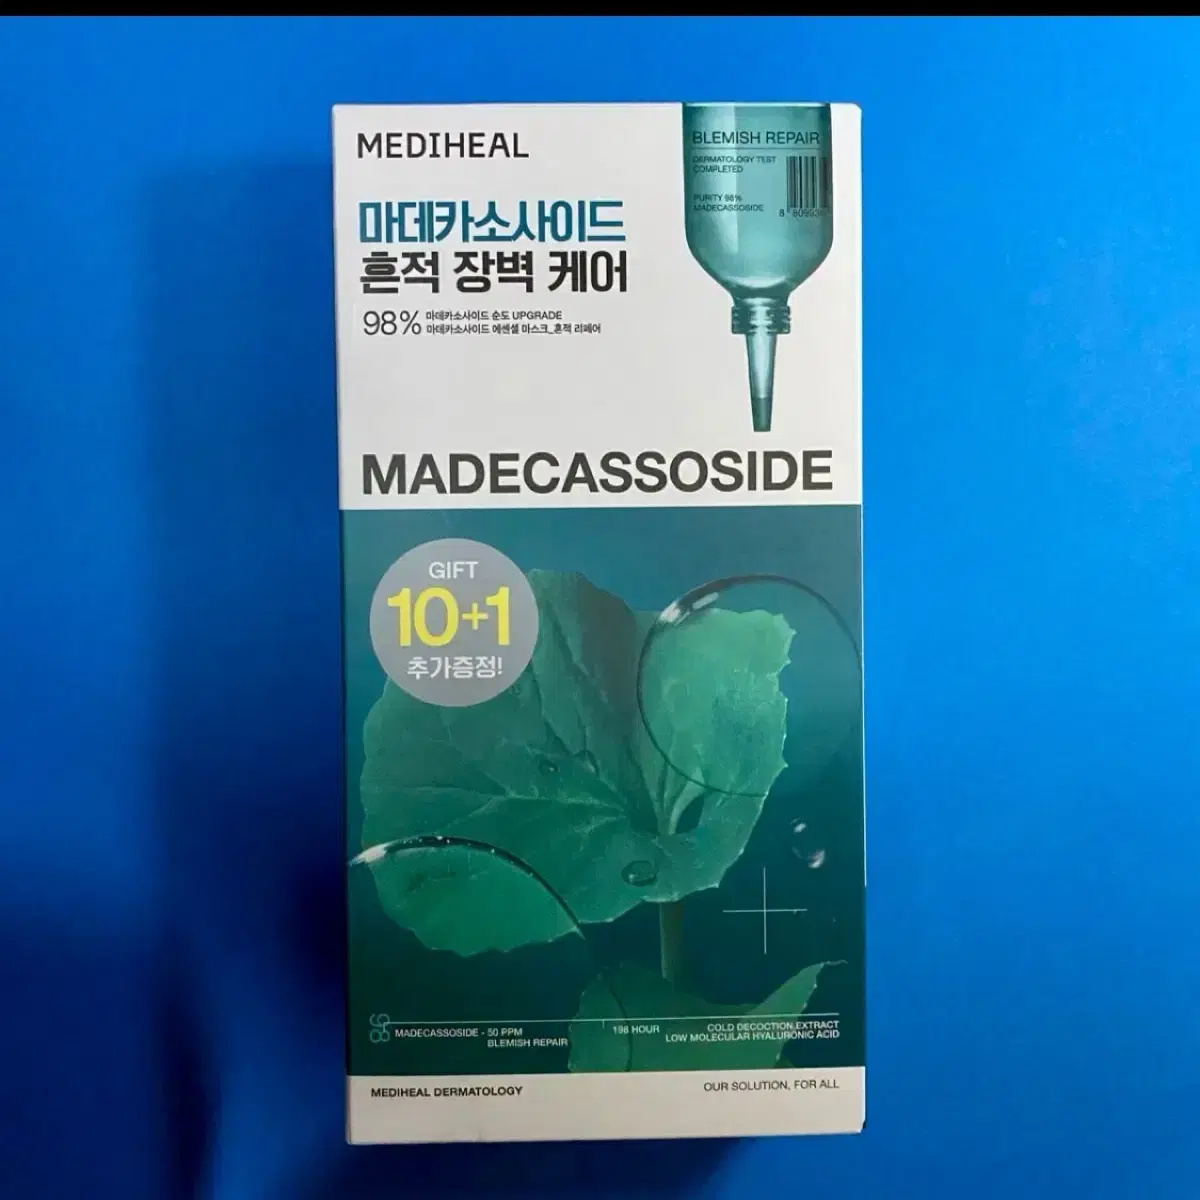 MEDIHEAL
마데카소사이드
흔적 장벽 케어
98% 마데카소사이드 순도 UPGRADE
마데카소사이드 에센셜 마스크_흔적 리페어
BLEMISH REPAIR
DERMATOLOGY TEST
COMPLETED
PURITY 98%
MADECASSOSIDE
MADECASSOSIDE
GIFT
10+1
추가증정!
98
MADECASSOSIDE - 50 PPM
BLEMISH REPAIR
198 HOUR
COLD DECOCTION.EXTRACT
LOW MOLECULAR HYALURONIC ACID
MEDIHEAL DERMATOLOGY
OUR SOLUTION, FOR ALL